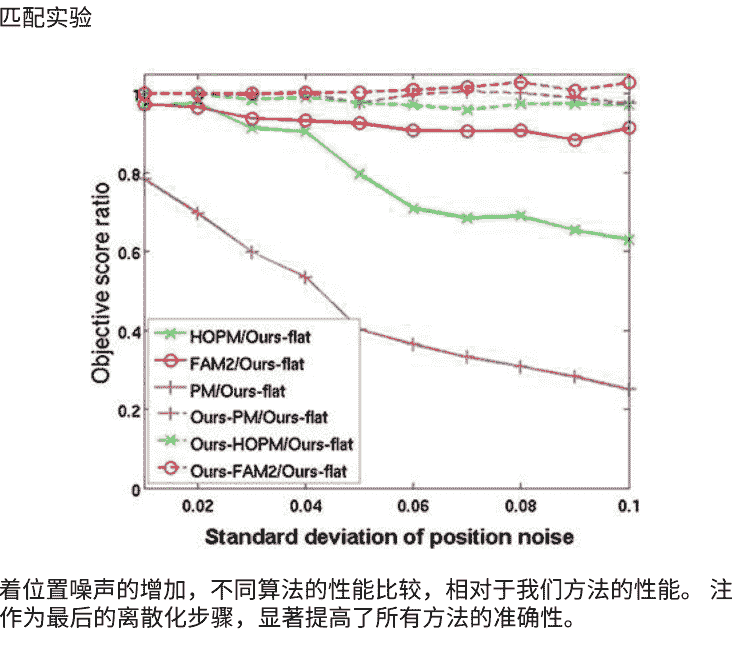 匹配实验
1
0.8
0.6
0.4
0.2
0
Objective score ratio
HOPM/Ours-flat
FAM2/Ours-flat
PM/Ours-flat
Ours-PM/Ours-flat
Ours-HOPM/Ours-flat
Ours-FAM2/Ours-flat
0.02 0.04 0.06 0.08 0.1
Standard deviation of position noise
着位置噪声的增加，不同算法的性能比较，相对于我们方法的性能。 注
作为最后的离散化步骤，显著提高了所有方法的准确性。